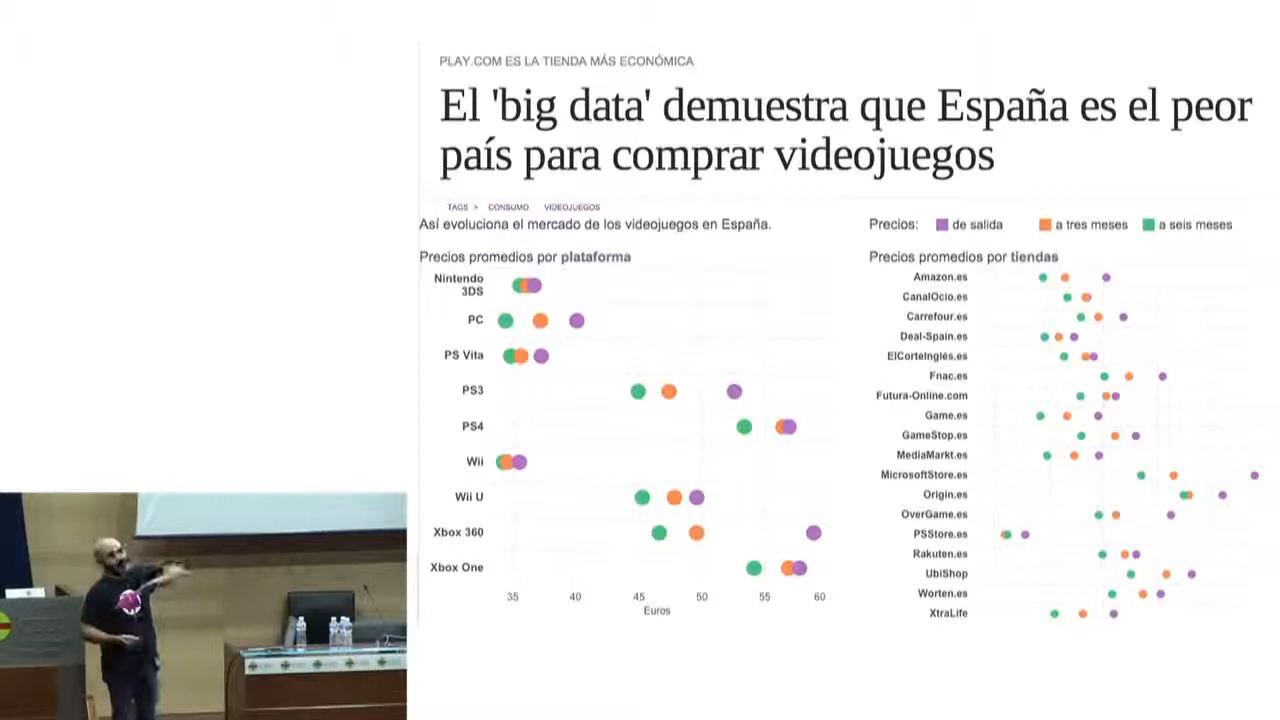 PLAY.COM ES LA TIENDA MÁS ECONÓMICA
El 'big data' demuestra que España es el peor
país para comprar videojuegos
TAGS > CONSUMO VIDEOJUEGOS
Así evoluciona el mercado de los videojuegos en España.
Precios: de salida a tres meses a seis meses
Precios promedios por plataforma
Nintendo
3DS
PC
PS Vita
PS3
PS4
Wii
Wii U
Xbox 360
Xbox One
35 40 45 50 55 60
Euros
Precios promedios por tiendas
Amazon.es
CanalOcio.es
Carrefour.es
Deal-Spain.es
ElCorteIngles.es
Fnac.es
Futura-Online.com
Game.es
GameStop.es
MediaMarkt.es
MicrosoftStore.es
Origin.es
OverGame.es
PSStore.es
Rakuten.es
UbiShop
Worten.es
XtraLife